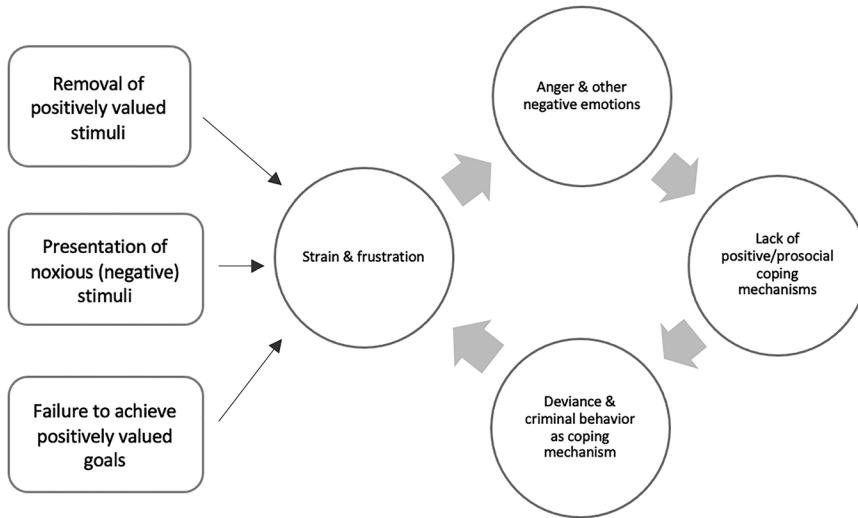 Removal of
positively valued
stimuli
Presentation of
noxious (negative)
stimuli
Failure to achieve
positively valued
goals
Strain & frustration
Anger & other
negative emotions
Lack of
positive/prosocial
coping
mechanisms
Deviance &
criminal behavior
as coping
mechanism